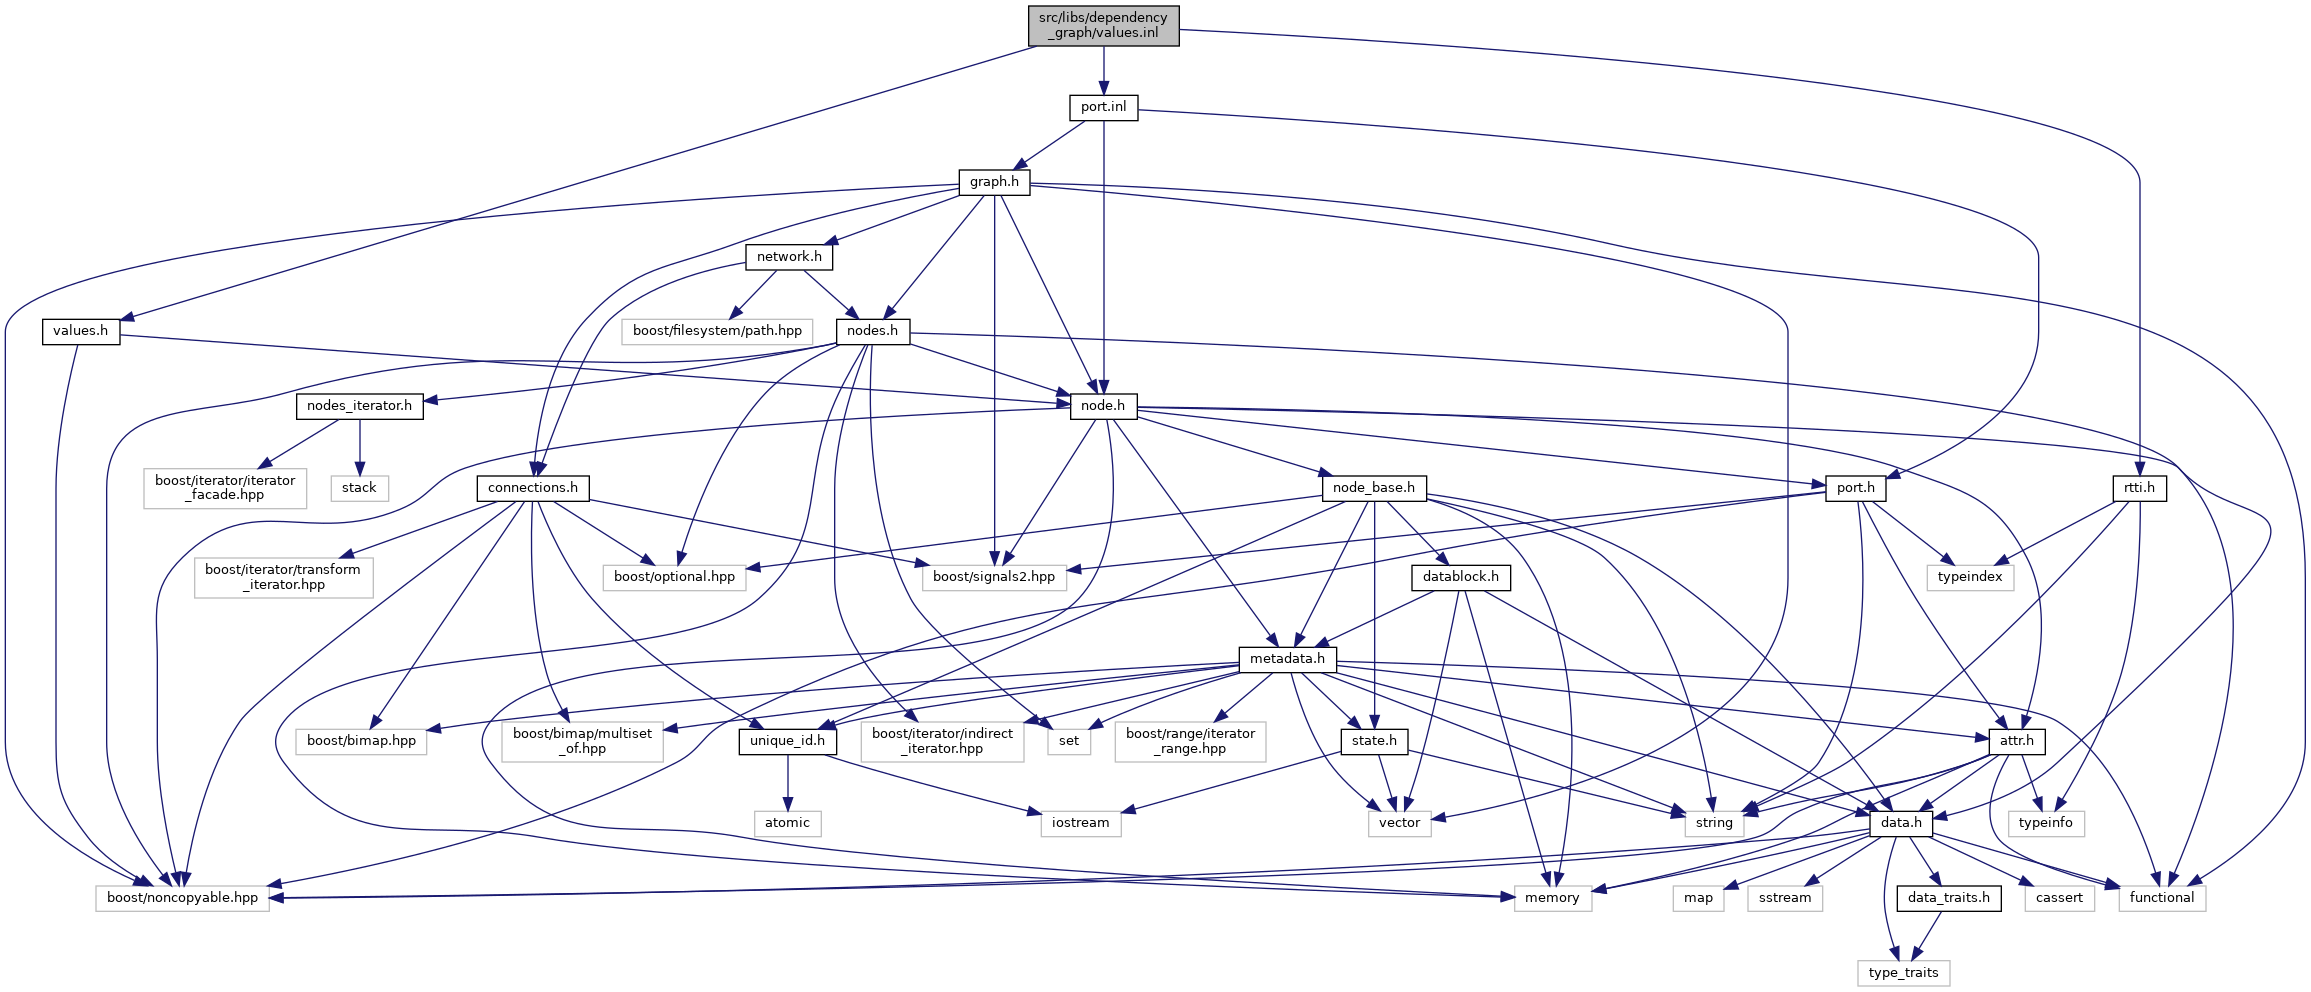 src/libs/dependency
_graph/values.inl
port.inl
graph.h
network.h
values.h
boost/filesystem/path.hpp
nodes.h
nodes_iterator.h
node.h
boost/iterator/iterator
_facade.hpp
stack
connections.h
node_base.h
port.h
rtti.h
boost/iterator/transform
_iterator.hpp
boost/optional.hpp
boost/signals2.hpp
datablock.h
typeindex
metadata.h
boost/bimap.hpp
boost/bimap/multiset
_of.hpp
unique_id.h
boost/iterator/indirect
_iterator.hpp
set
boost/range/iterator
_range.hpp
state.h
attr.h
atomic
iostream
vector
string
data.h
typeinfo
boost/noncopyable.hpp
memory
map
sstream
data_traits.h
cassert
functional
type_traits